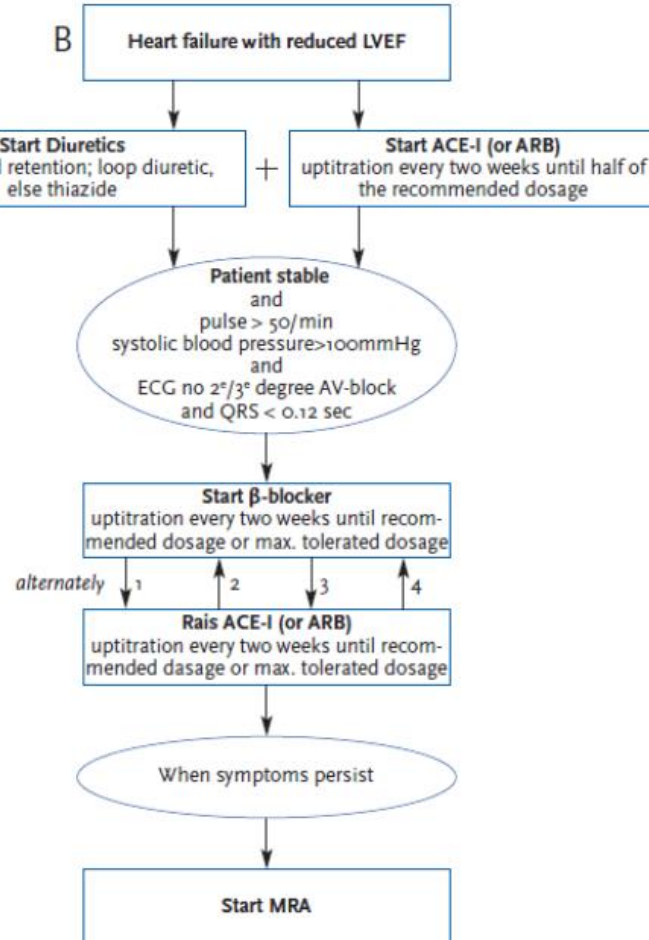 B
Heart failure with reduced LVEF
Start Diuretics
retention; loop diuretic,
else thiazide
+
Start ACE-I (or ARB)
uptitration every two weeks until half of
the recommended dosage
Patient stable
and
pulse > 50/min
systolic blood pressure>100mmHg
and
ECG no 2ᵉ/3ᵉ degree AV-block
and QRS < 0.12 sec
Start β-blocker
uptitration every two weeks until recom-
mended dosage or max. tolerated dosage
alternately 1 2 3 4
Rais ACE-I (or ARB)
uptitration every two weeks until recom-
mended dasage or max. tolerated dosage
When symptoms persist
Start MRA